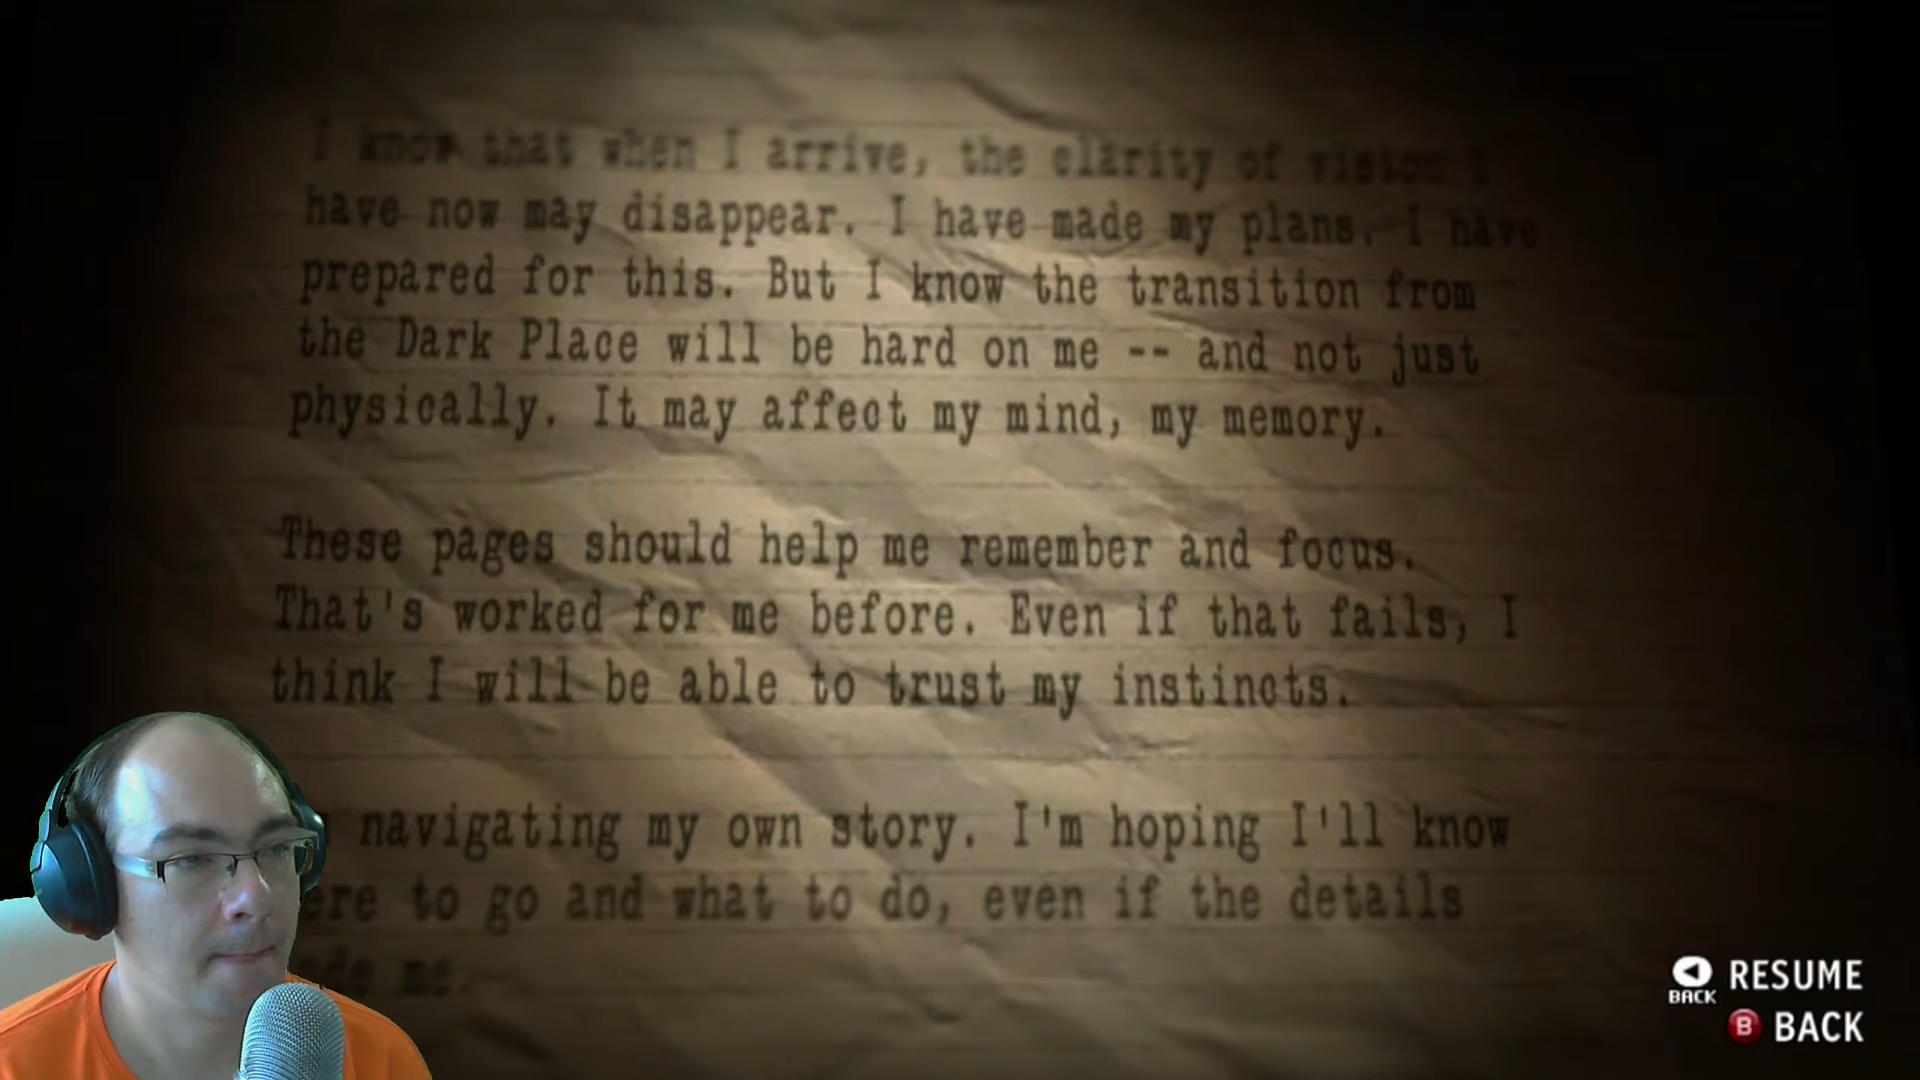 I know that when I arrive, the clarity of vision I
have now may disappear. I have made my plans. I have
prepared for this. But I know the transition from
the Dark Place will be hard on me -- and not just
physically. It may affect my mind, my memory.
These pages should help me remember and focus.
That's worked for me before. Even if that fails, I
think I will be able to trust my instincts.
navigating my own story. I'm hoping I'll know
to go and what to do, even if the details
me.
RESUME
BACK
BACK